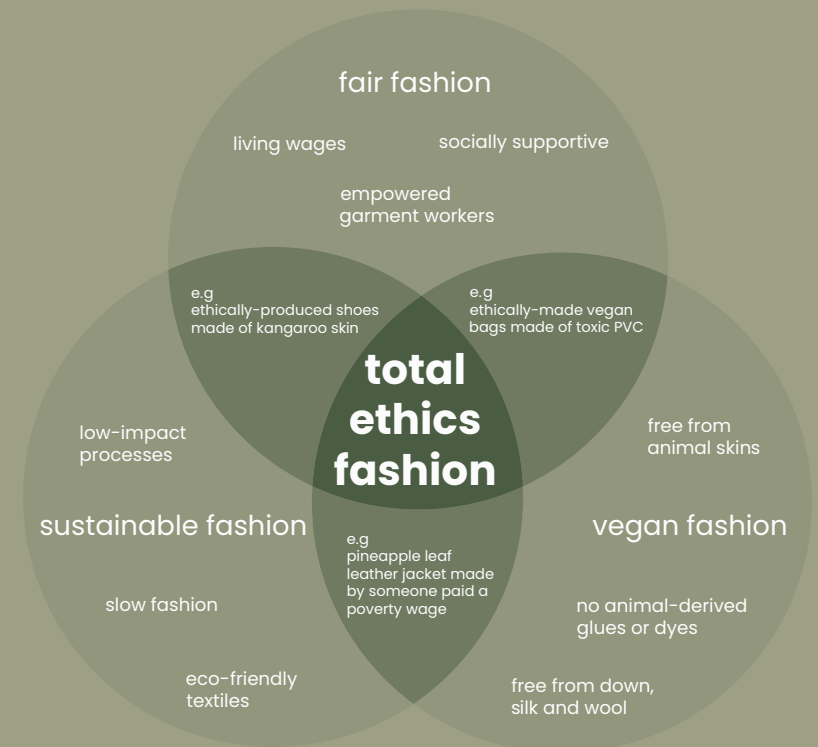 fair fashion
living wages
socially supportive
empowered
garment workers
e.g
ethically-produced shoes
made of kangaroo skin
e.g
ethically-made vegan
bags made of toxic PVC
total
ethics
fashion
low-impact
processes
sustainable fashion
slow fashion
eco-friendly
textiles
e.g
pineapple leaf
leather jacket made
by someone paid a
poverty wage
free from
animal skins
vegan fashion
no animal-derived
glues or dyes
free from down,
silk and wool